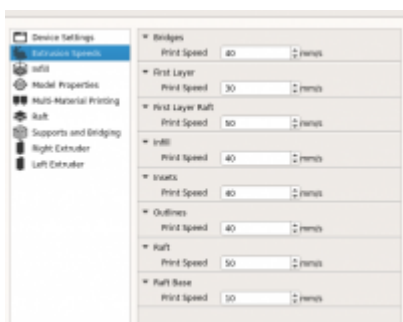 Device Settings
Extrusion Speeds
Infill
Model Properties
Multi-Material Printing
Raft
Supports and Bridging
Right Extruder
Left Extruder
Bridges
Print Speed 40 mm/s
First Layer
Print Speed 30 mm/s
First Layer Raft
Print Speed 50 mm/s
Infill
Print Speed 40 mm/s
Insets
Print Speed 40 mm/s
Outlines
Print Speed 40 mm/s
Raft
Print Speed 50 mm/s
Raft Base
Print Speed 10 mm/s